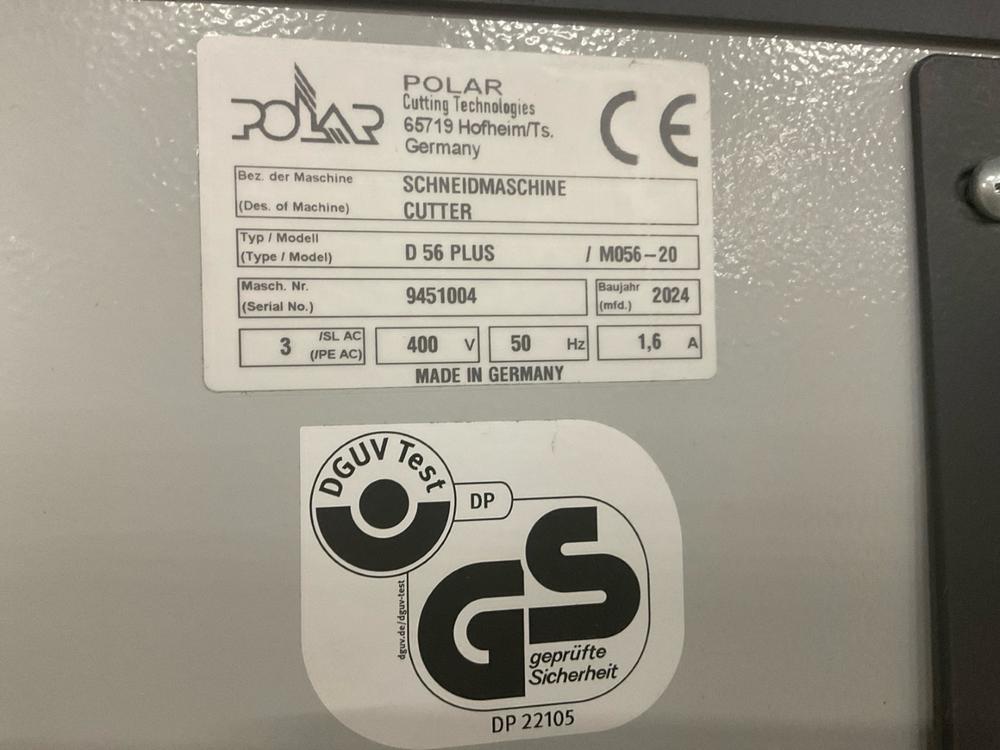 POLAR
POLAR
Cutting Technologies
65719 Hofheim/Ts.
Germany
CE
Bez. der Maschine
(Des. of Machine)
SCHNEIDMASCHINE
CUTTER
Typ / Modell
(Type / Model)
D 56 PLUS / M056-20
Masch. Nr.
(Serial No.)
9451004
Baujahr
(mfd.)
2024
3 /SL AC
(/PE AC)
400 V
50 Hz
1,6 A
MADE IN GERMANY
DGUV Test
DP
GS
geprüfte
Sicherheit
dguv.de/dguv-test
DP 22105